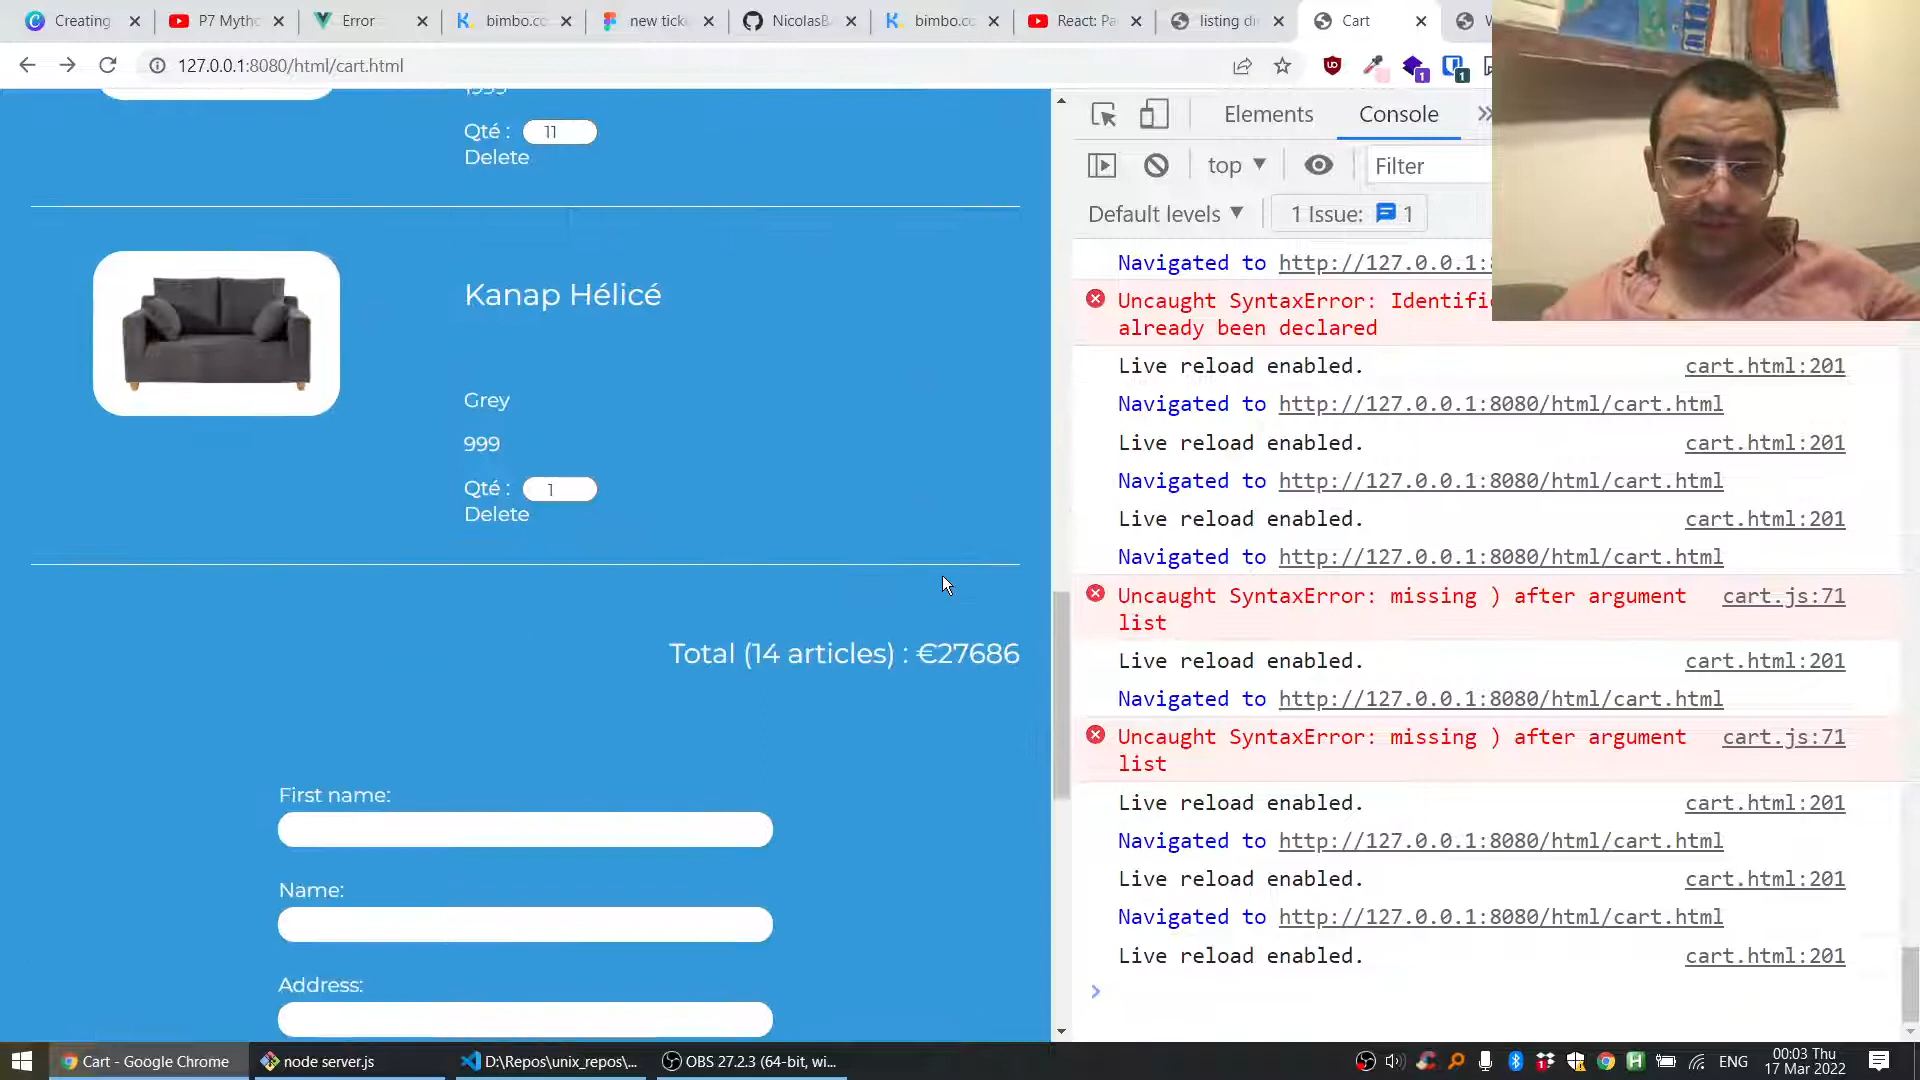 Creating
P7 Mytho
Error
bimbo.co
new tick
NicolasB
bimbo.co
React: Pa
listing di
Cart
127.0.0.1:8080/html/cart.html
1
1
Qté : 11
Delete
Kanap Hélicé
Grey
999
Qté : 1
Delete
Total (14 articles) : €27686
First name:
Name:
Address:
Elements
Console
top
Filter
Default levels
1 Issue: 1
Navigated to http://127.0.0.1:
Uncaught SyntaxError: Identifi
already been declared
Live reload enabled. cart.html:201
Navigated to http://127.0.0.1:8080/html/cart.html
Live reload enabled. cart.html:201
Navigated to http://127.0.0.1:8080/html/cart.html
Live reload enabled. cart.html:201
Navigated to http://127.0.0.1:8080/html/cart.html
Uncaught SyntaxError: missing ) after argument cart.js:71
list
Live reload enabled. cart.html:201
Navigated to http://127.0.0.1:8080/html/cart.html
Uncaught SyntaxError: missing ) after argument cart.js:71
list
Live reload enabled. cart.html:201
Navigated to http://127.0.0.1:8080/html/cart.html
Live reload enabled. cart.html:201
Navigated to http://127.0.0.1:8080/html/cart.html
Live reload enabled. cart.html:201
Cart - Google Chrome
node server.js
D:\Repos\unix_repos\...
OBS 27.2.3 (64-bit, wi...
ENG
00:03 Thu
17 Mar 2022